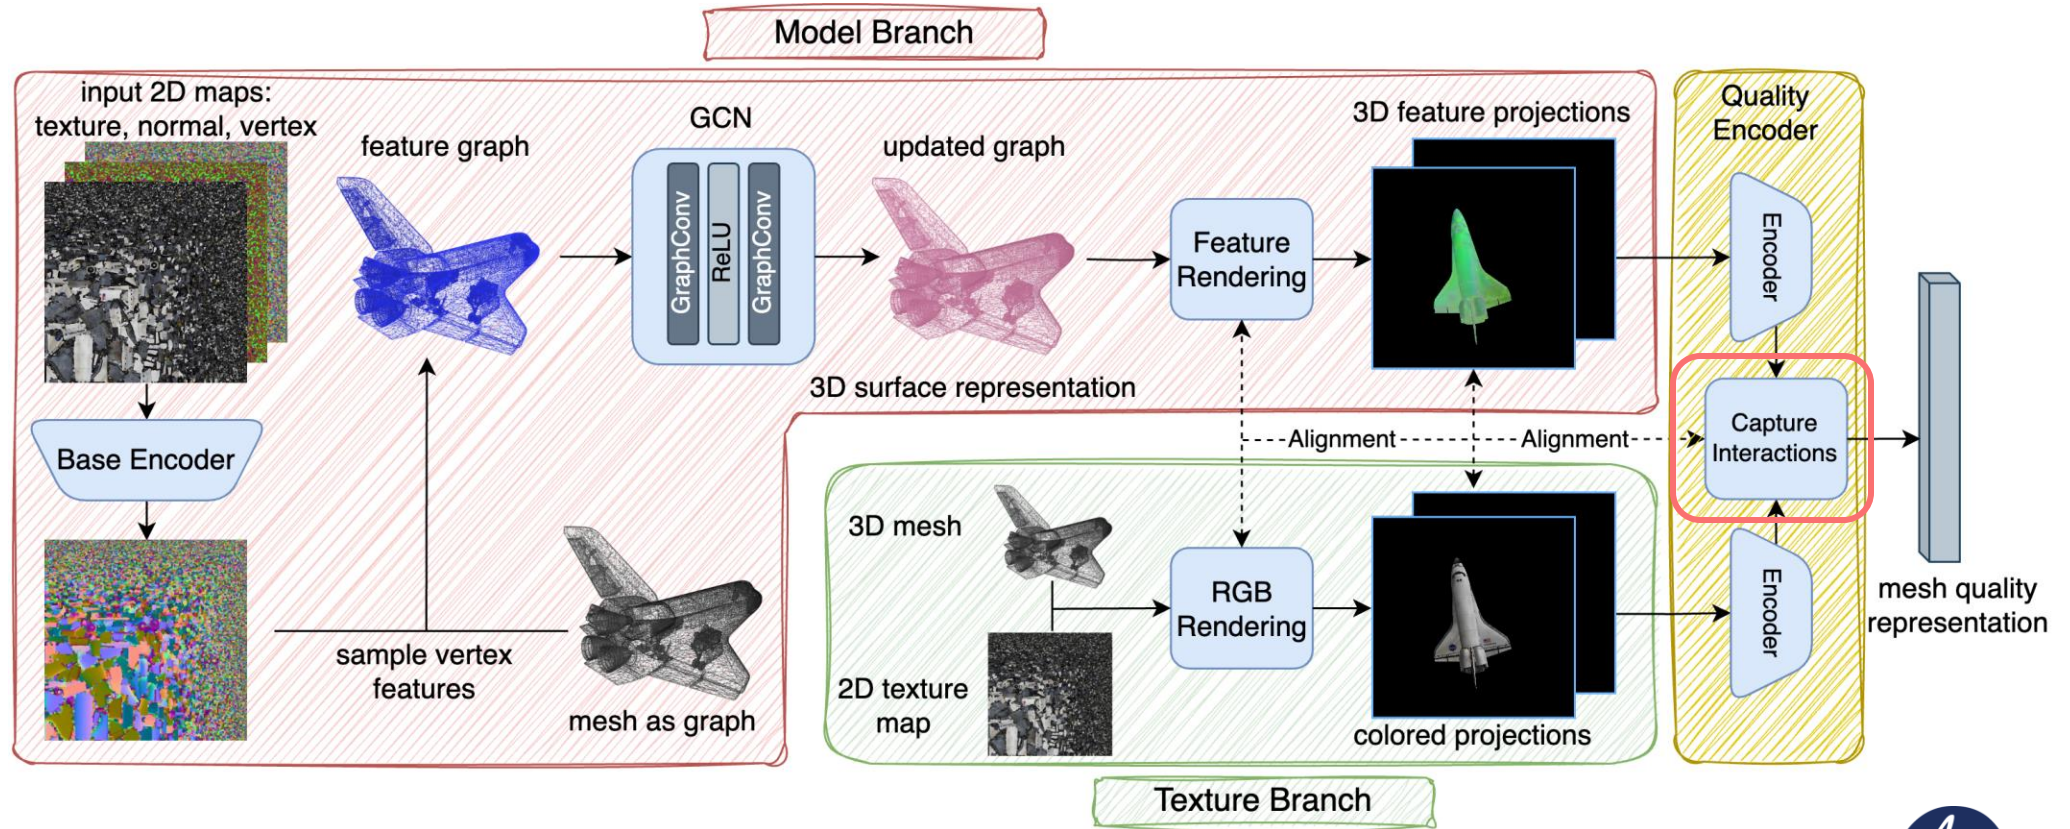 Model Branch
input 2D maps:
texture, normal, vertex
feature graph
GCN
GraphConv
ReLU
GraphConv
updated graph
3D feature projections
Quality
Encoder
Feature
Rendering
Encoder
3D surface representation
Base Encoder
Alignment
Alignment
Capture
Interactions
3D mesh
RGB
Rendering
Encoder
mesh quality
representation
sample vertex
features
mesh as graph
2D texture
map
colored projections
Texture Branch